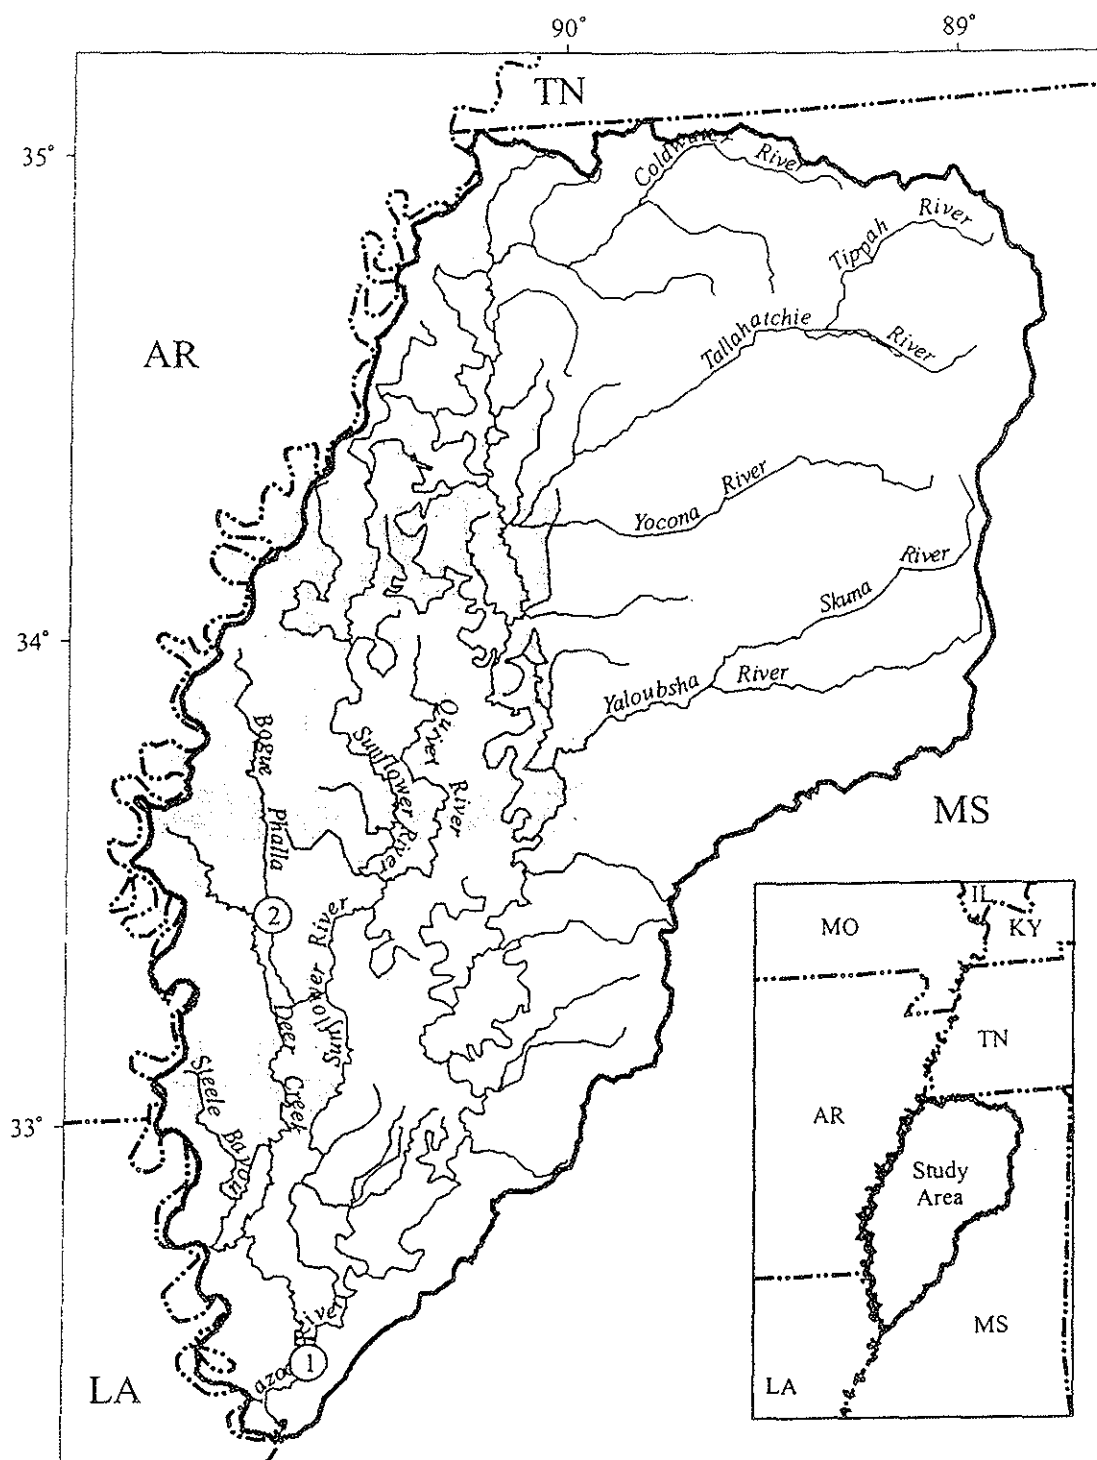 90°
89°
TN
35°
Coldwater River
Tippah River
Tallahatchie River
AR
Yocona River
Skuna River
34°
Yaloubsha River
Bogue Phalla
Quiver River
Sunflower River
MS
2
Sunflower River
Deer Creek
Steele Bayou
33°
River
1
azoo
LA
IL
MO
KY
TN
AR
Study
Area
MS
LA